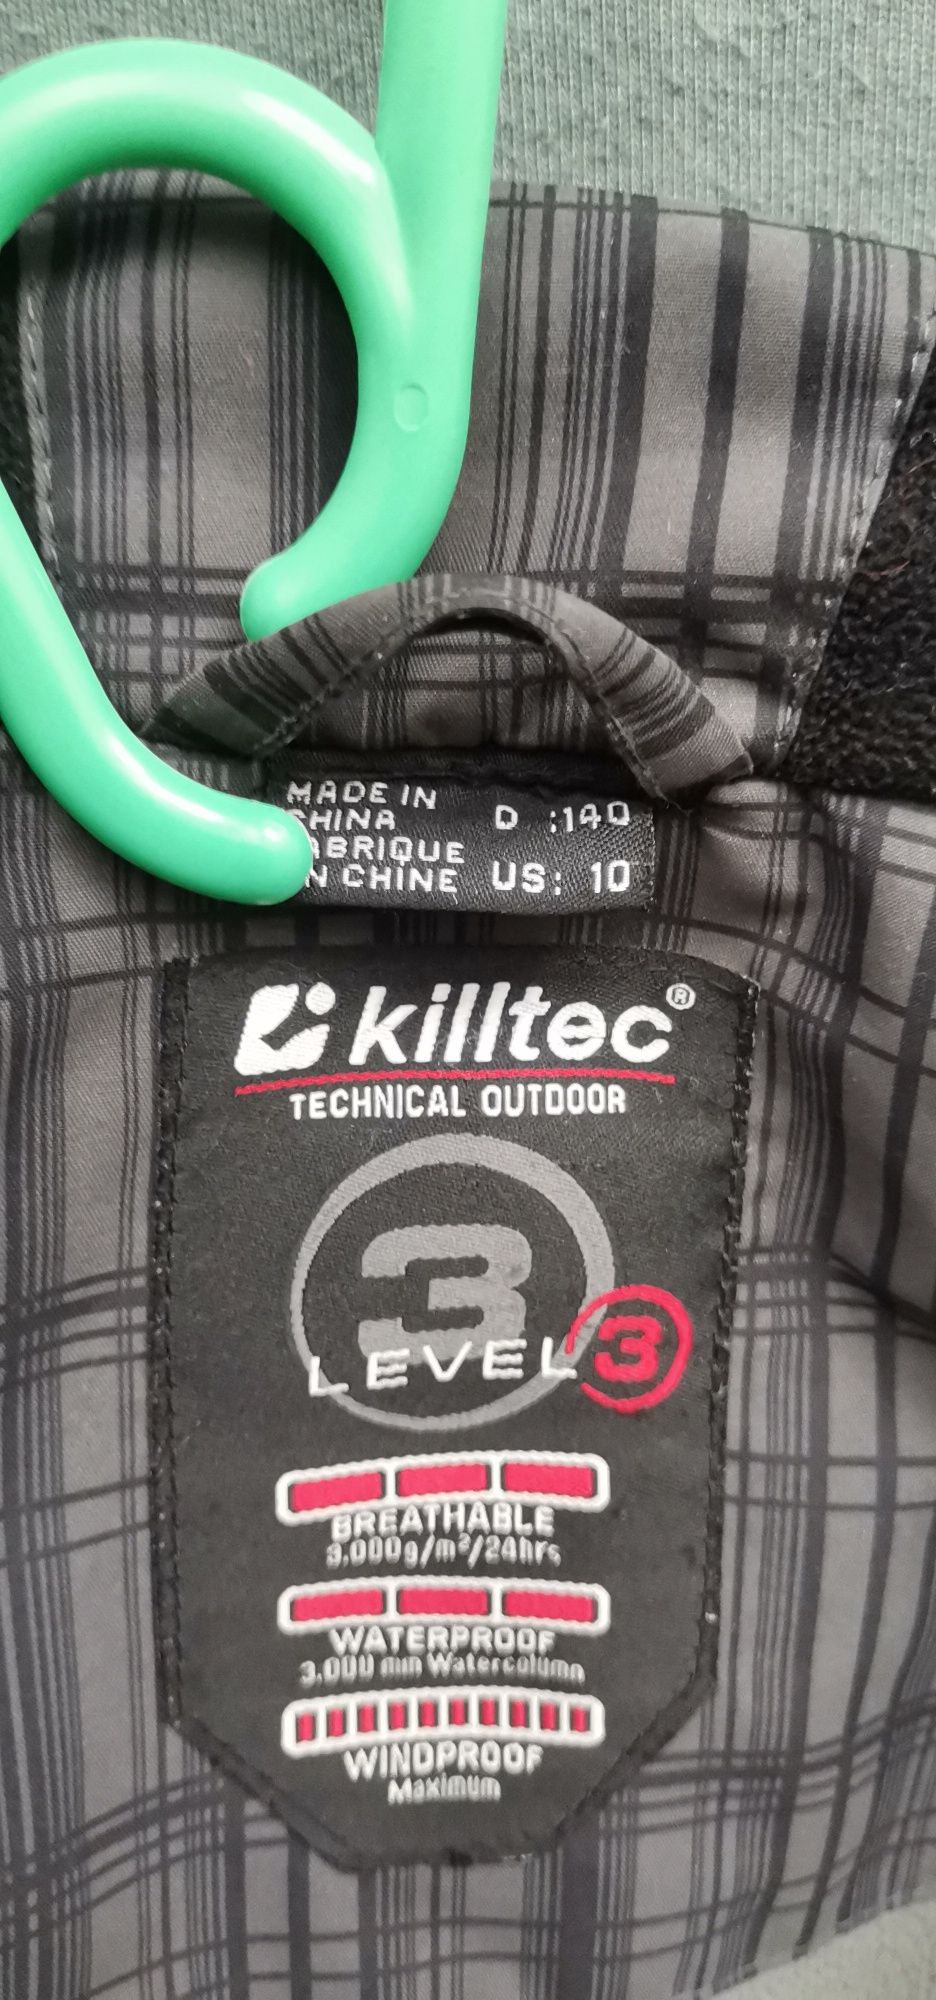 MADE IN
CHINA
D :140
FABRIQUE
EN CHINE
US: 10
killtec®
TECHNICAL OUTDOOR
3
LEVEL 3
BREATHABLE
3.000g/m²/24hrs
WATERPROOF
3.000 mm Watercolumn
WINDPROOF
Maximum